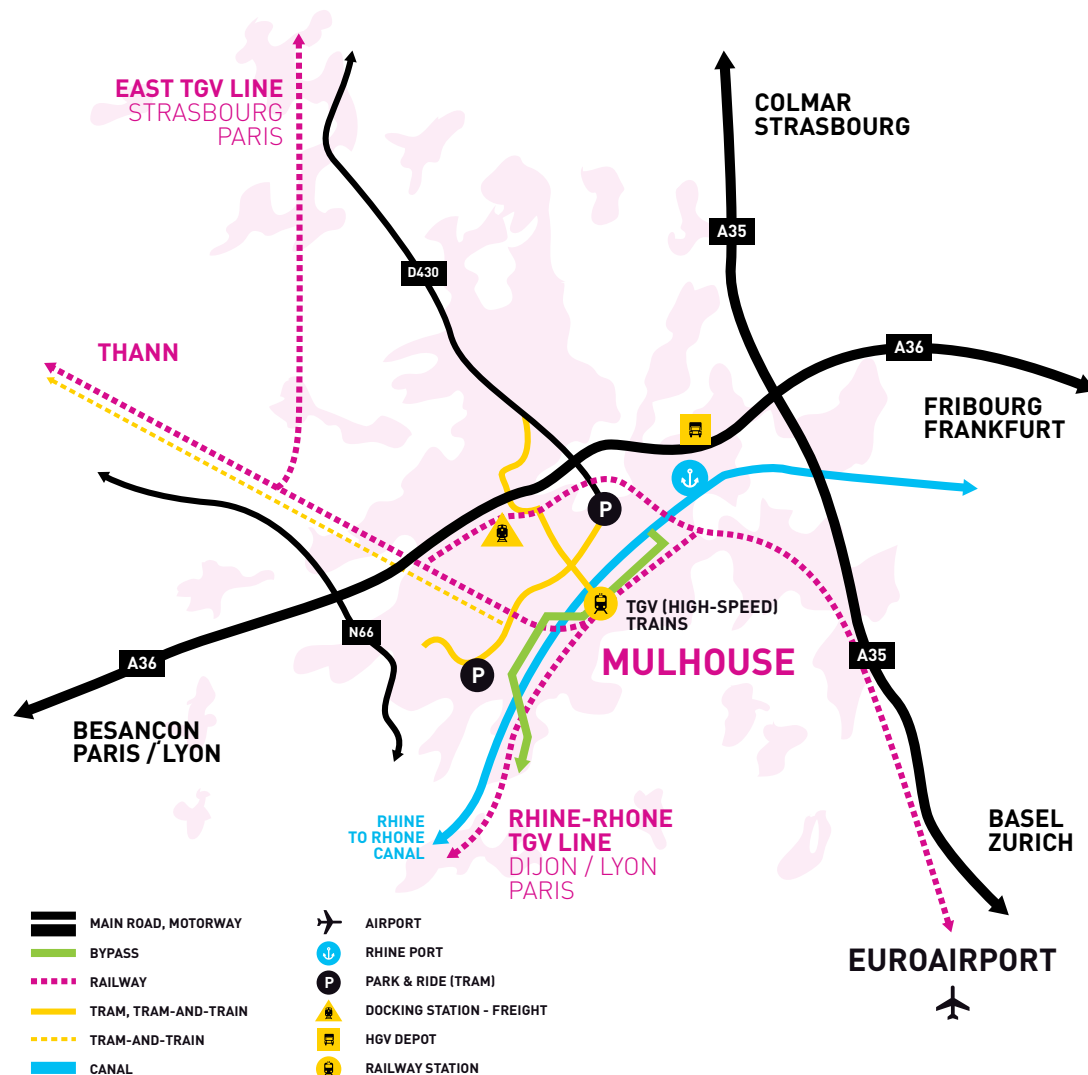 EAST TGV LINE
STRASBOURG
PARIS
COLMAR
STRASBOURG
A35
D430
THANN
A36
FRIBOURG
FRANKFURT
P
TGV (HIGH-SPEED)
TRAINS
N66
MULHOUSE
A35
A36
P
BESANÇON
PARIS / LYON
RHINE
TO RHONE
CANAL
RHINE-RHONE
TGV LINE
DIJON / LYON
PARIS
BASEL
ZURICH
EUROAIRPORT
MAIN ROAD, MOTORWAY
BYPASS
RAILWAY
TRAM, TRAM-AND-TRAIN
TRAM-AND-TRAIN
CANAL
AIRPORT
RHINE PORT
P PARK & RIDE (TRAM)
DOCKING STATION - FREIGHT
HGV DEPOT
RAILWAY STATION